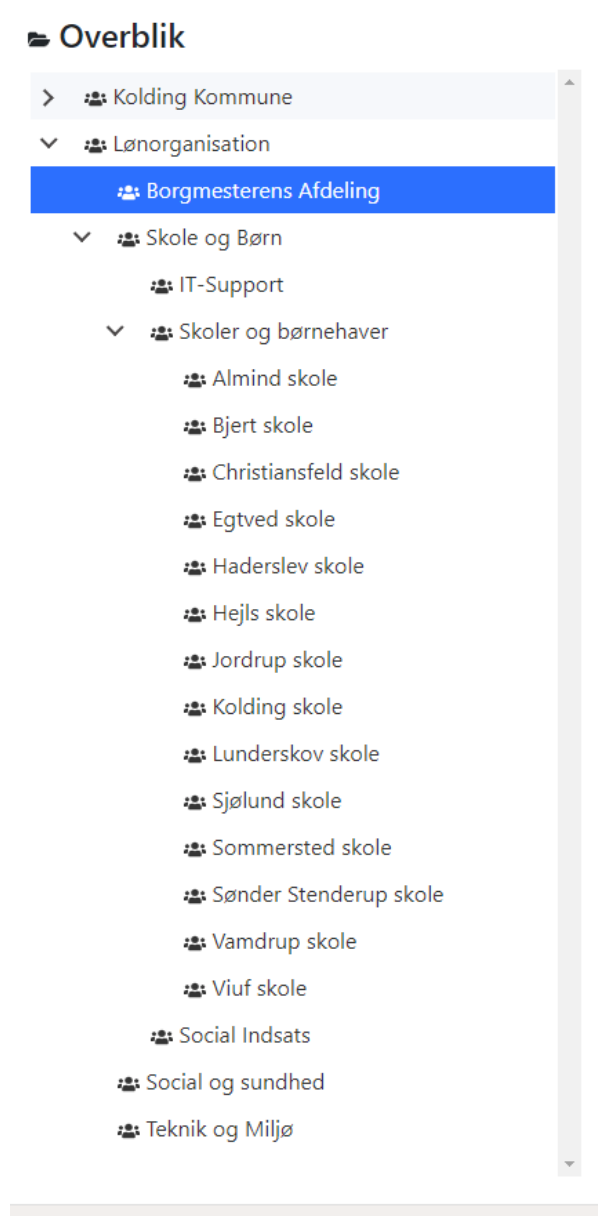 Overblik
Kolding Kommune
Lønorganisation
Borgmesterens Afdeling
Skole og Børn
IT-Support
Skoler og børnehaver
Almind skole
Bjert skole
Christiansfeld skole
Egtved skole
Haderslev skole
Hejls skole
Jordrup skole
Kolding skole
Lunderskov skole
Sjølund skole
Sommersted skole
Sønder Stenderup skole
Vamdrup skole
Viuf skole
Social Indsats
Social og sundhed
Teknik og Miljø